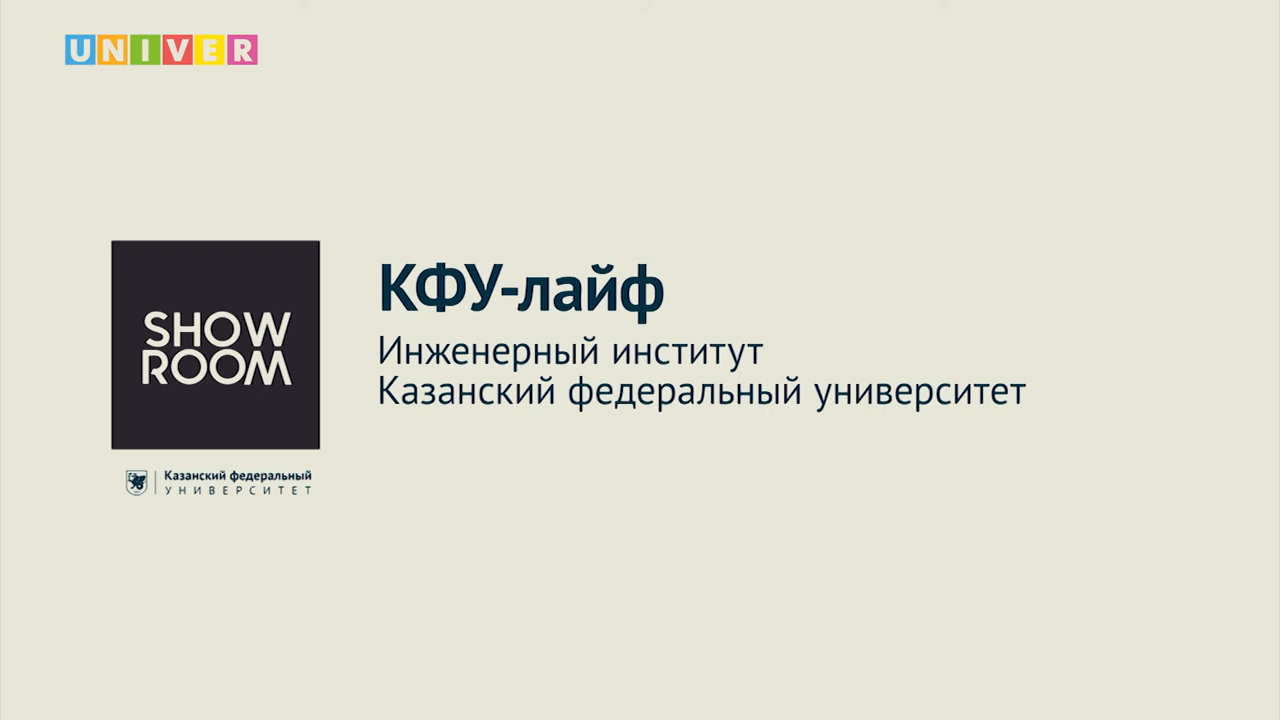 UNIVER
SHOW
ROOM
КФУ-лайф
Инженерный институт
Казанский федеральный университет
Казанский федеральный
УНИВЕРСИТЕТ